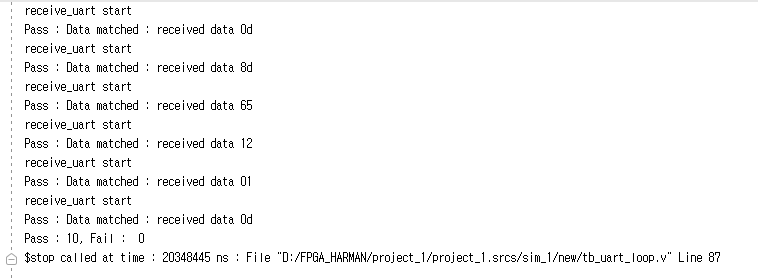 receive_uart start
Pass : Data matched : received data 0d
receive_uart start
Pass : Data matched : received data 8d
receive_uart start
Pass : Data matched : received data 65
receive_uart start
Pass : Data matched : received data 12
receive_uart start
Pass : Data matched : received data 01
receive_uart start
Pass : Data matched : received data 0d
Pass : 10, Fail :  0
$stop called at time : 20348445 ns : File "D:/FPGA_HARMAN/project_1/project_1.srcs/sim_1/new/tb_uart_loop.v" Line 87